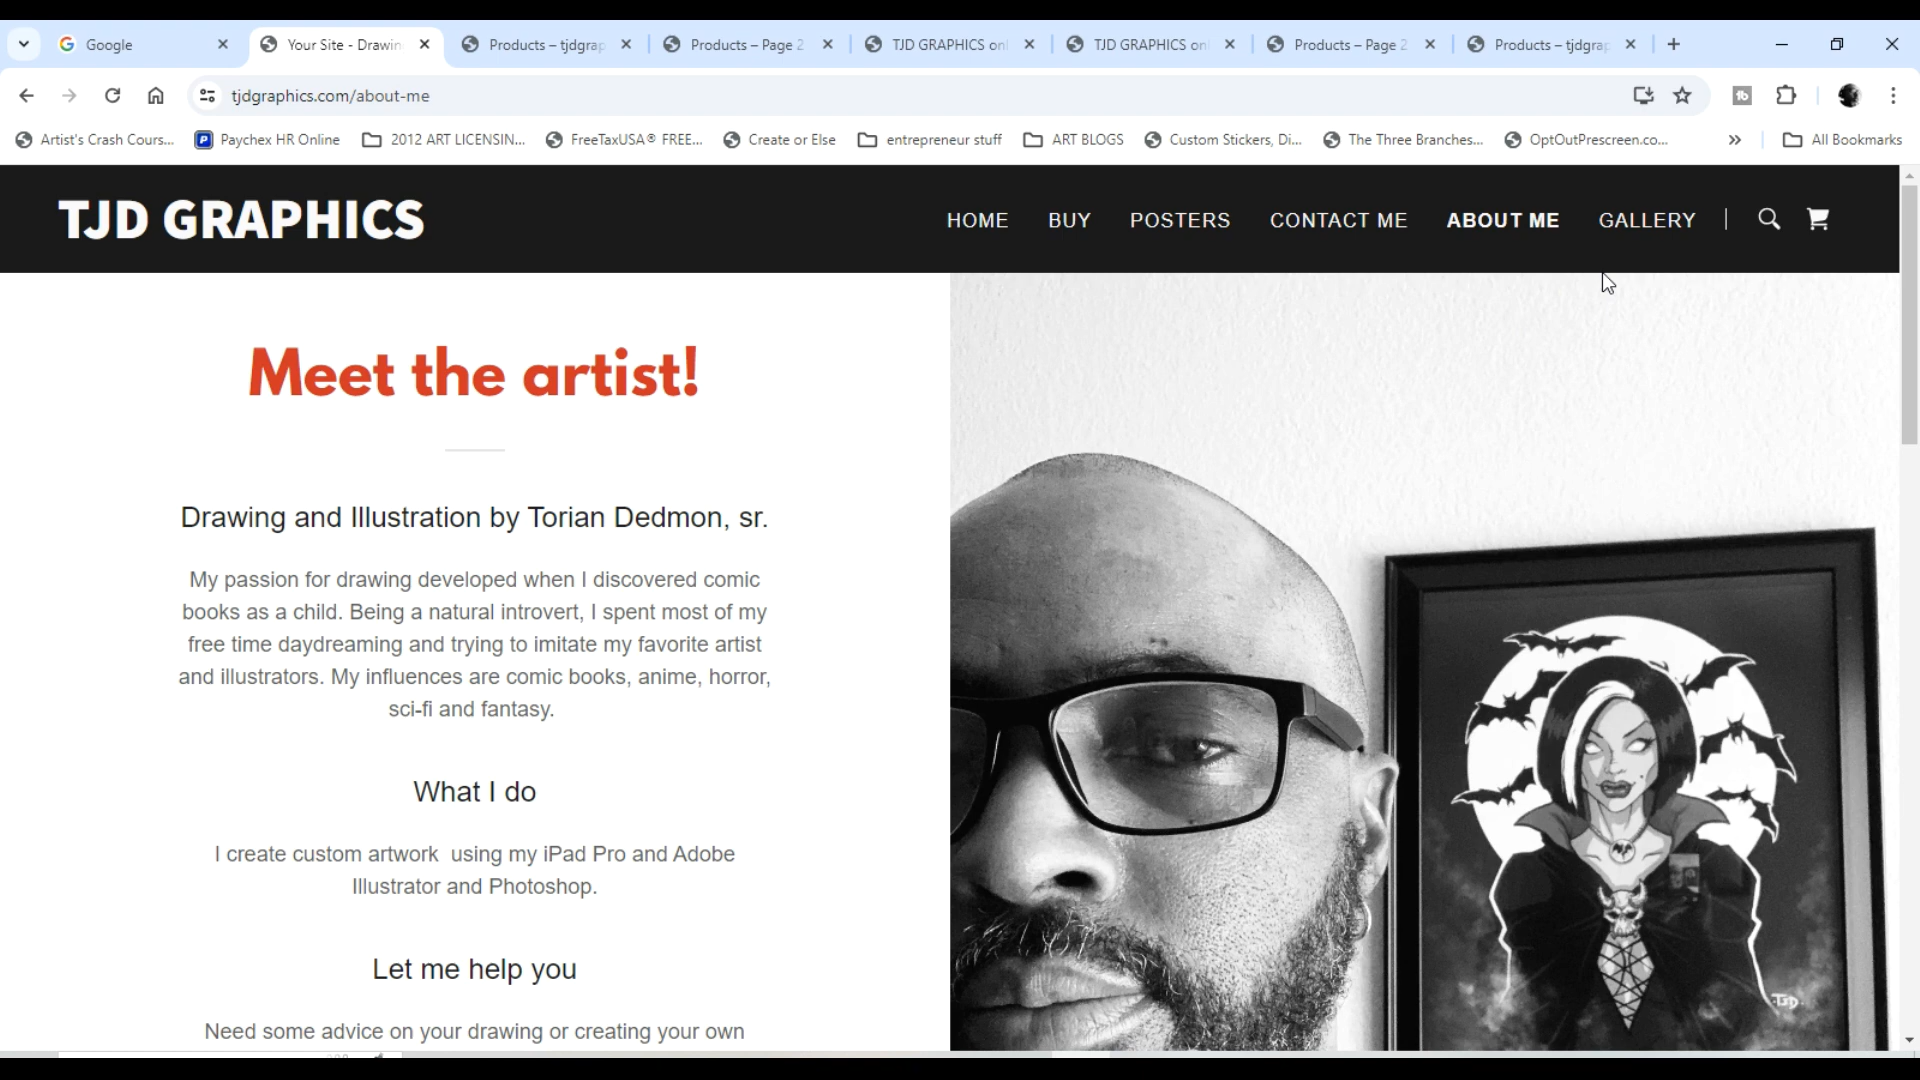 Google
Your Site - Drawin
Products – tjdgrap
Products – Page 2
TJD GRAPHICS onl
TJD GRAPHICS onl
Products – Page 2
Products – tjdgrap
tjdgraphics.com/about-me
Artist's Crash Cours...
Paychex HR Online
2012 ART LICENSIN...
FreeTaxUSA® FREE...
Create or Else
entrepreneur stuff
ART BLOGS
Custom Stickers, Di...
The Three Branches...
OptOutPrescreen.co...
All Bookmarks
TJD GRAPHICS
HOME
BUY
POSTERS
CONTACT ME
ABOUT ME
GALLERY
Meet the artist!
Drawing and Illustration by Torian Dedmon, sr.
My passion for drawing developed when I discovered comic
books as a child. Being a natural introvert, I spent most of my
free time daydreaming and trying to imitate my favorite artist
and illustrators. My influences are comic books, anime, horror,
sci-fi and fantasy.
What I do
I create custom artwork  using my iPad Pro and Adobe
Illustrator and Photoshop.
Let me help you
Need some advice on your drawing or creating your own
TJD